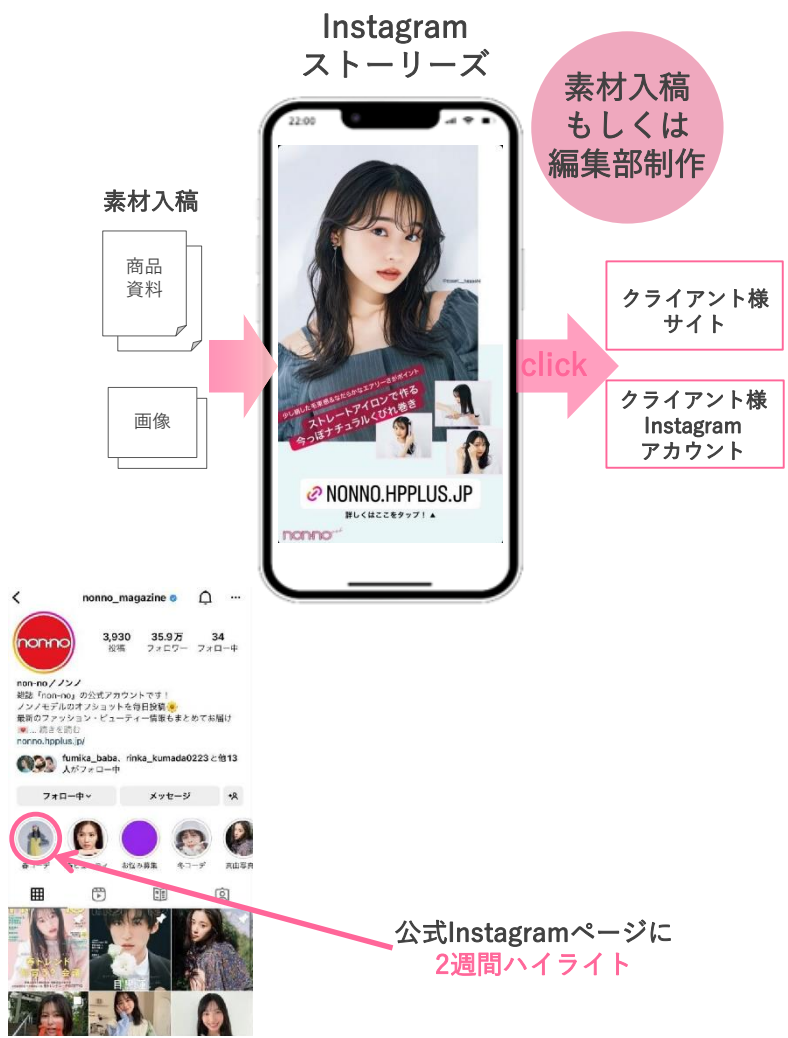 Instagram
ストーリーズ
素材入稿
もしくは
編集部制作
素材入稿
商品
資料
画像
22:00
少し崩した毛束感&なだらかなエアリーさがポイント
ストレートアイロンで作る
今っぽナチュラルくびれ巻き
NONNO.HPPLUS.JP
詳しくはここをタップ！▲
non-no
click
クライアント様
サイト
クライアント様
Instagram
アカウント
nonno_magazine
non-no
3,930
35.9万
34
投稿
フォロワー
フォロー中
non-no／ノンノ
雑誌『non-no』の公式アカウントです！
ノンノモデルのオフショットを毎日投稿🌻
最新のファッション・ビューティー情報もまとめてお届け
💌 ... 続きを読む
nonno.hpplus.jp/
fumika_baba、rinka_kumada0223 と他13
人がフォロー中
フォロー中
メッセージ
春コーデ
お悩み募集
冬コーデ
公式Instagramページに
2週間ハイライト